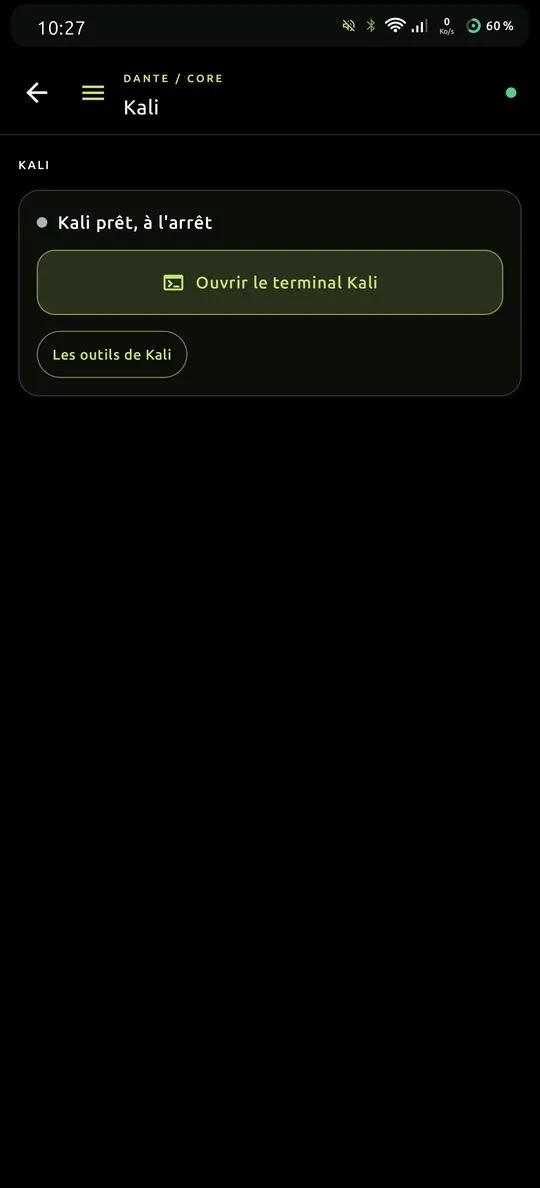 10:27
0
Ko/s
60 %
DANTE / CORE
Kali
KALI
Kali prêt, à l'arrêt
Ouvrir le terminal Kali
Les outils de Kali